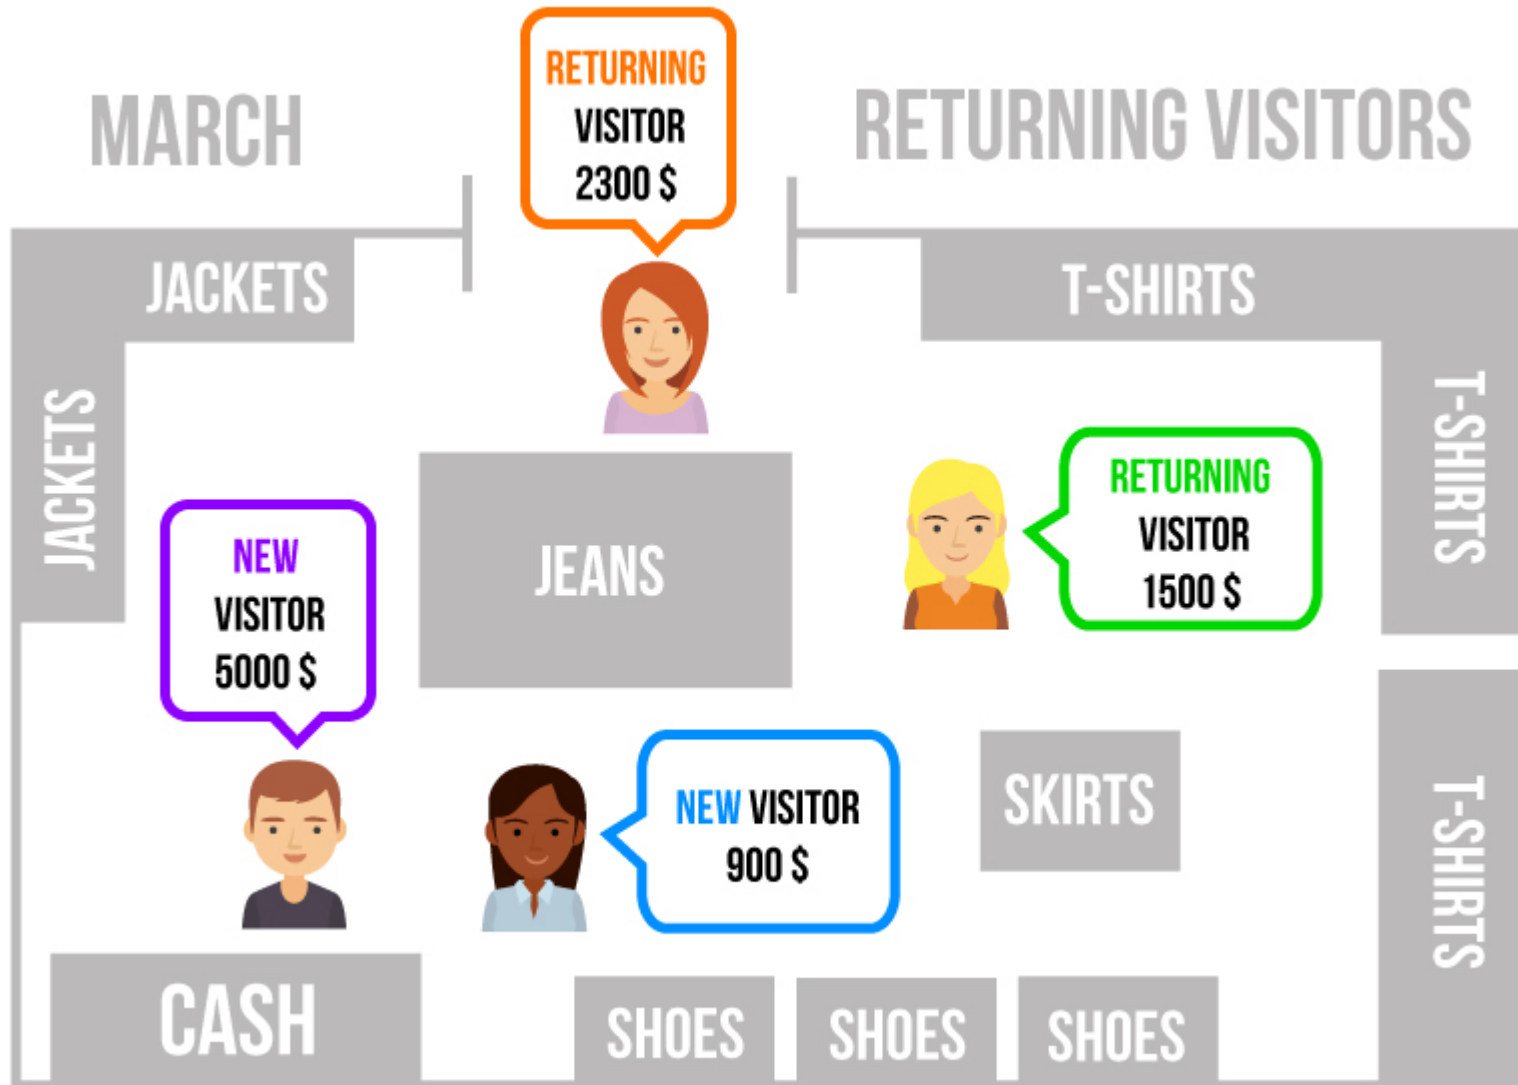 MARCH
RETURNING
VISITOR
2300 $
RETURNING VISITORS
JACKETS
T-SHIRTS
JACKETS
T-SHIRTS
NEW
VISITOR
5000 $
JEANS
RETURNING
VISITOR
1500 $
NEW VISITOR
900 $
SKIRTS
T-SHIRTS
CASH
SHOES
SHOES
SHOES